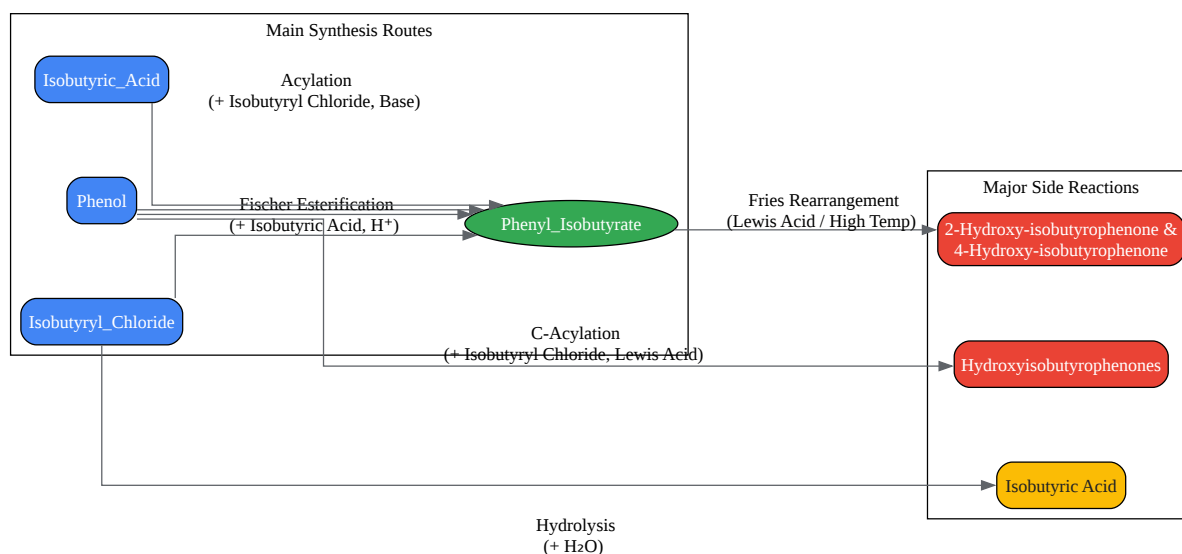 Main Synthesis Routes
Isobutyric_Acid
Acylation
(+ Isobutyryl Chloride, Base)
Phenol
Fischer Esterification
(+ Isobutyric Acid, H⁺)
Phenyl_Isobutyrate
Isobutyryl_Chloride
Fries Rearrangement
(Lewis Acid / High Temp)
Major Side Reactions
2-Hydroxy-isobutyrophenone &
4-Hydroxy-isobutyrophenone
C-Acylation
(+ Isobutyryl Chloride, Lewis Acid)
Hydroxyisobutyrophenones
Isobutyric Acid
Hydrolysis
(+ H₂O)